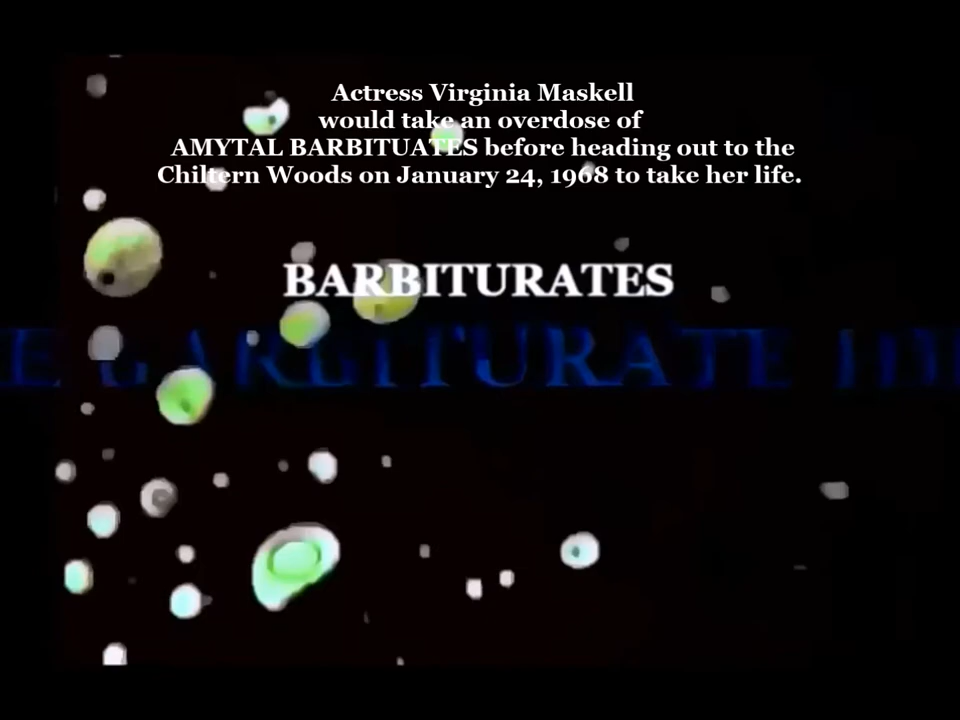 Actress Virginia Maskell
would take an overdose of
AMYTAL BARBITUATES before heading out to the
Chiltern Woods on January 24, 1968 to take her life.
BARBITURATES
E BARBITURATE